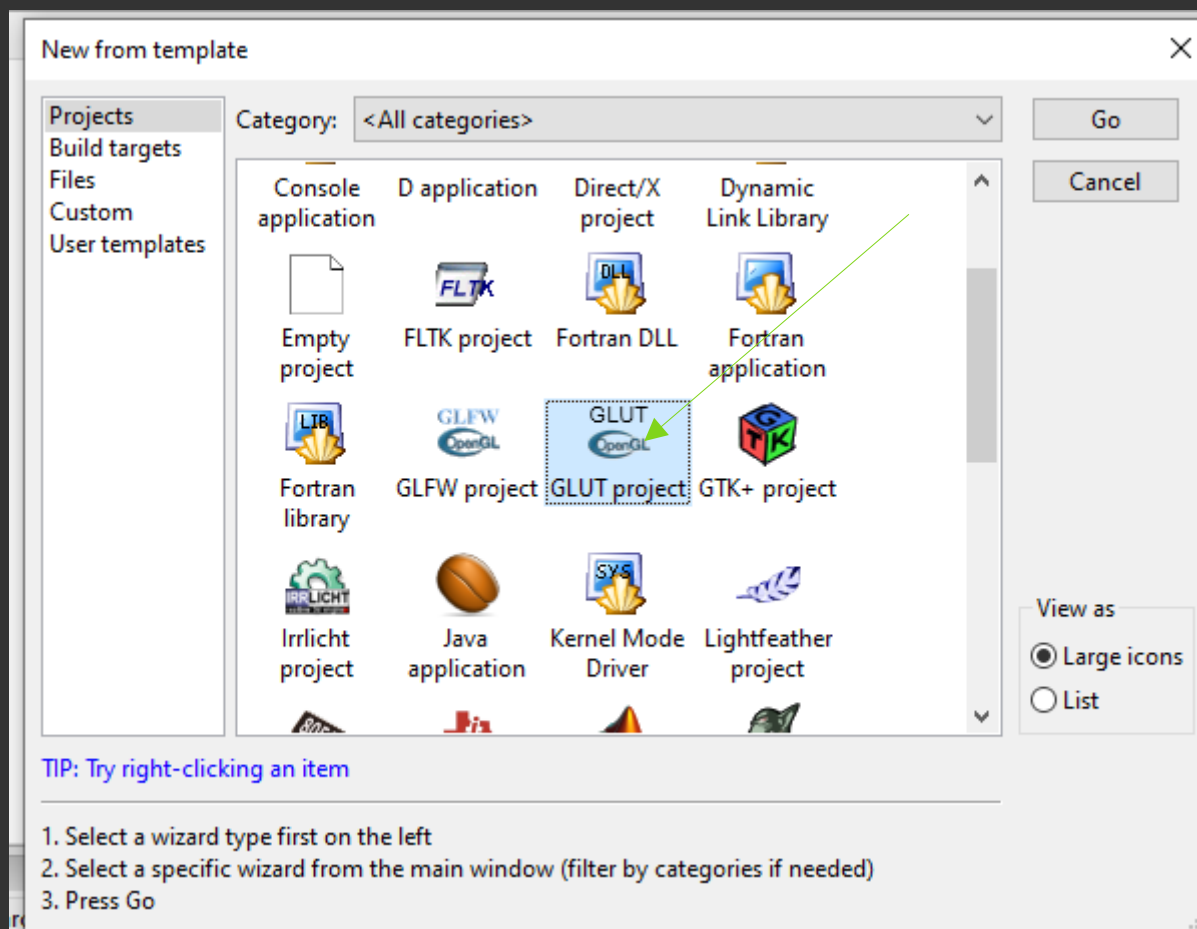 New from template
Projects
Build targets
Files
Custom
User templates
Category:
<All categories>
Go
Cancel
Console
application
D application
Direct/X
project
Dynamic
Link Library
Empty
project
FLTK
FLTK project
DLL
Fortran DLL
Fortran
application
LIB
Fortran
library
GLFW
OpenGL
GLFW project
GLUT
OpenGL
GLUT project
GTK
GTK+ project
IRRLICHT
Irrlicht
project
Java
application
SYS
Kernel Mode
Driver
Lightfeather
project
View as
Large icons
List
TIP: Try right-clicking an item
1. Select a wizard type first on the left
2. Select a specific wizard from the main window (filter by categories if needed)
3. Press Go